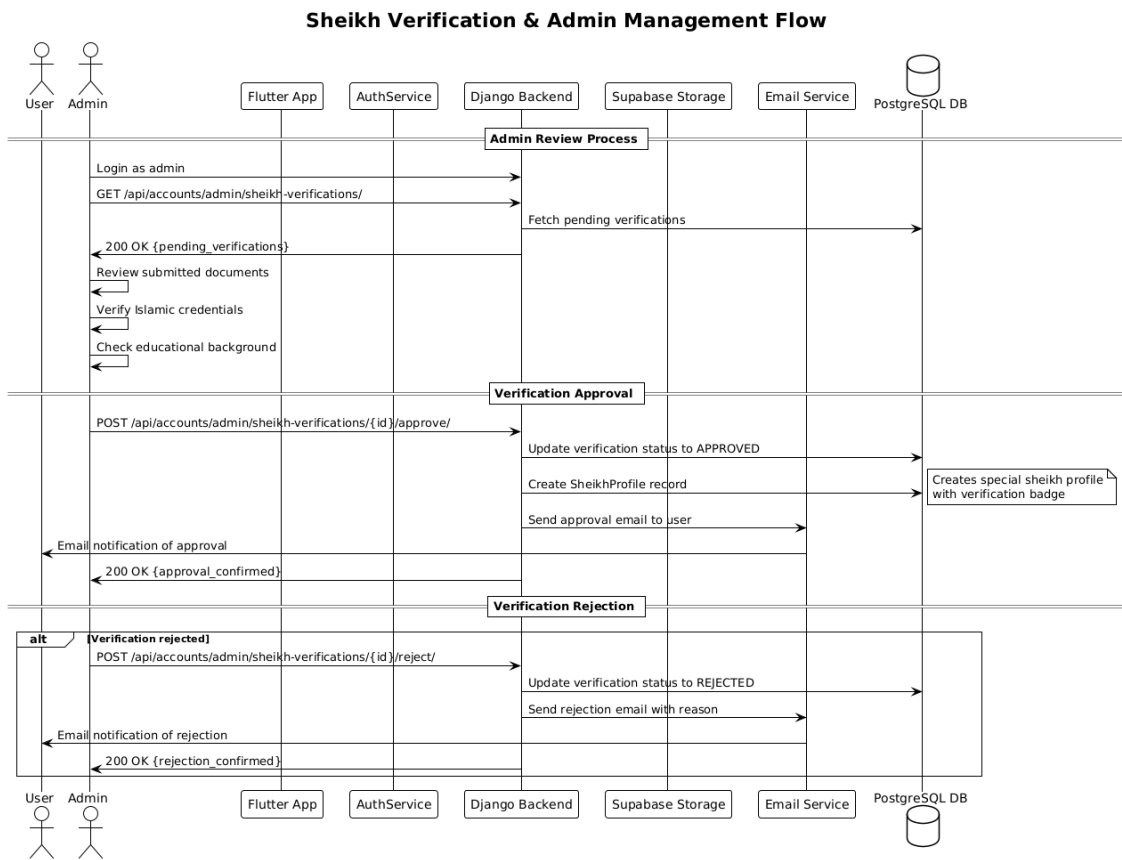 Sheikh Verification & Admin Management Flow
User
Admin
Flutter App
AuthService
Django Backend
Supabase Storage
Email Service
PostgreSQL DB
Admin Review Process
Login as admin
GET /api/accounts/admin/sheikh-verifications/
Fetch pending verifications
200 OK {pending_verifications}
Review submitted documents
Verify Islamic credentials
Check educational background
Verification Approval
POST /api/accounts/admin/sheikh-verifications/{id}/approve/
Update verification status to APPROVED
Create SheikhProfile record
Creates special sheikh profile
with verification badge
Send approval email to user
Email notification of approval
200 OK {approval_confirmed}
Verification Rejection
alt
[Verification rejected]
POST /api/accounts/admin/sheikh-verifications/{id}/reject/
Update verification status to REJECTED
Send rejection email with reason
Email notification of rejection
200 OK {rejection_confirmed}
User
Admin
Flutter App
AuthService
Django Backend
Supabase Storage
Email Service
PostgreSQL DB